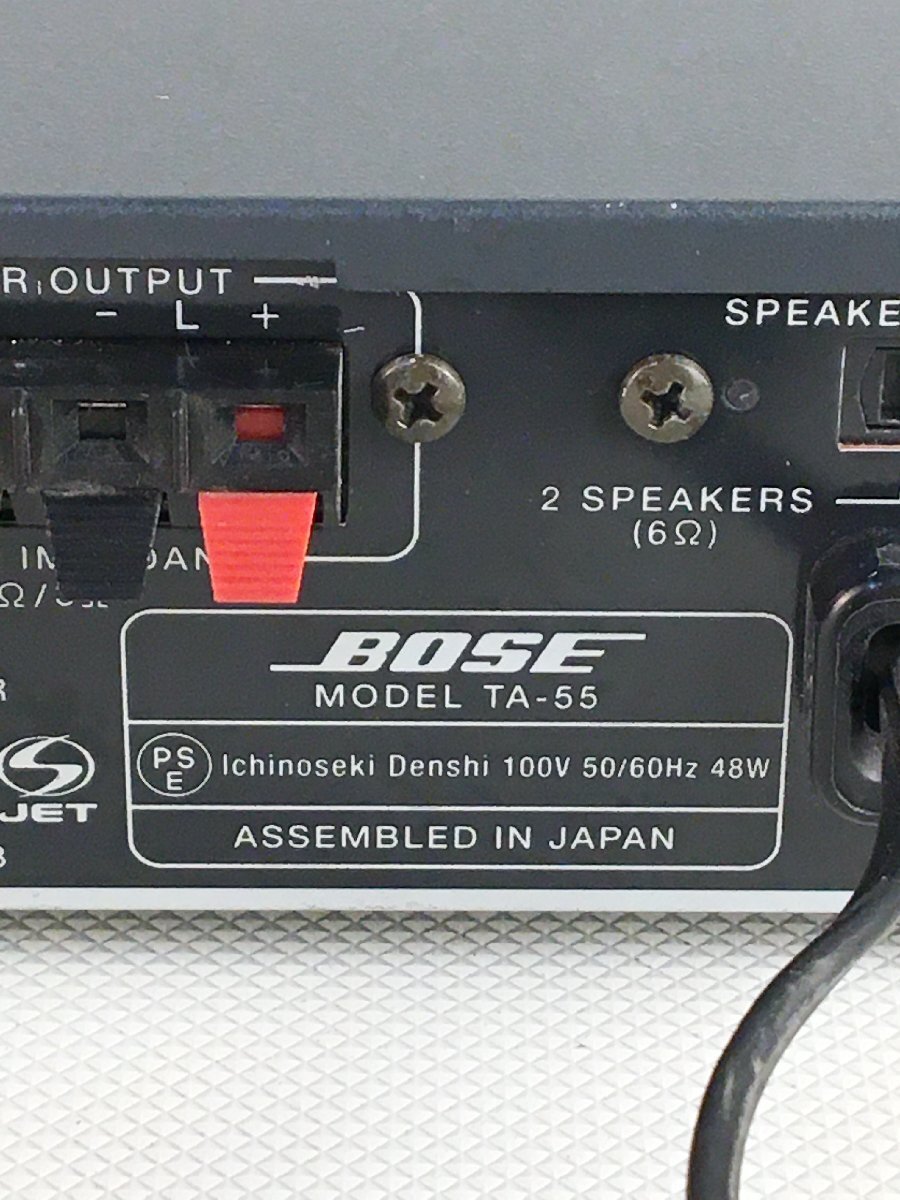 R OUTPUT
- L +
SPEAKE
2 SPEAKERS
(6Ω)
BOSE
MODEL TA-55
R
PS
E
Ichinoseki Denshi 100V 50/60Hz 48W
JET
ASSEMBLED IN JAPAN